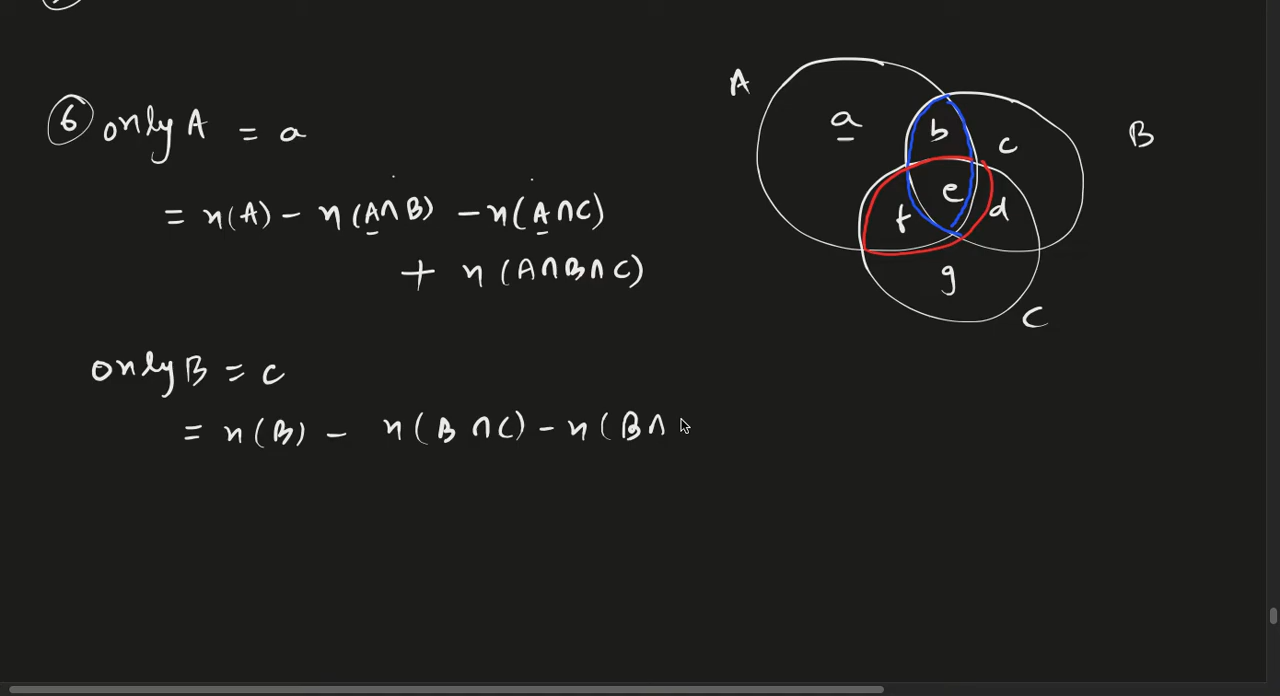 ⑥ only A = a
= n(A) - n(A∩B) - n(A∩C)
+ n(A∩B∩C)
only B = c
= n(B) - n(B∩C) - n(B∩
A
a
b
c
B
e
f
d
g
C